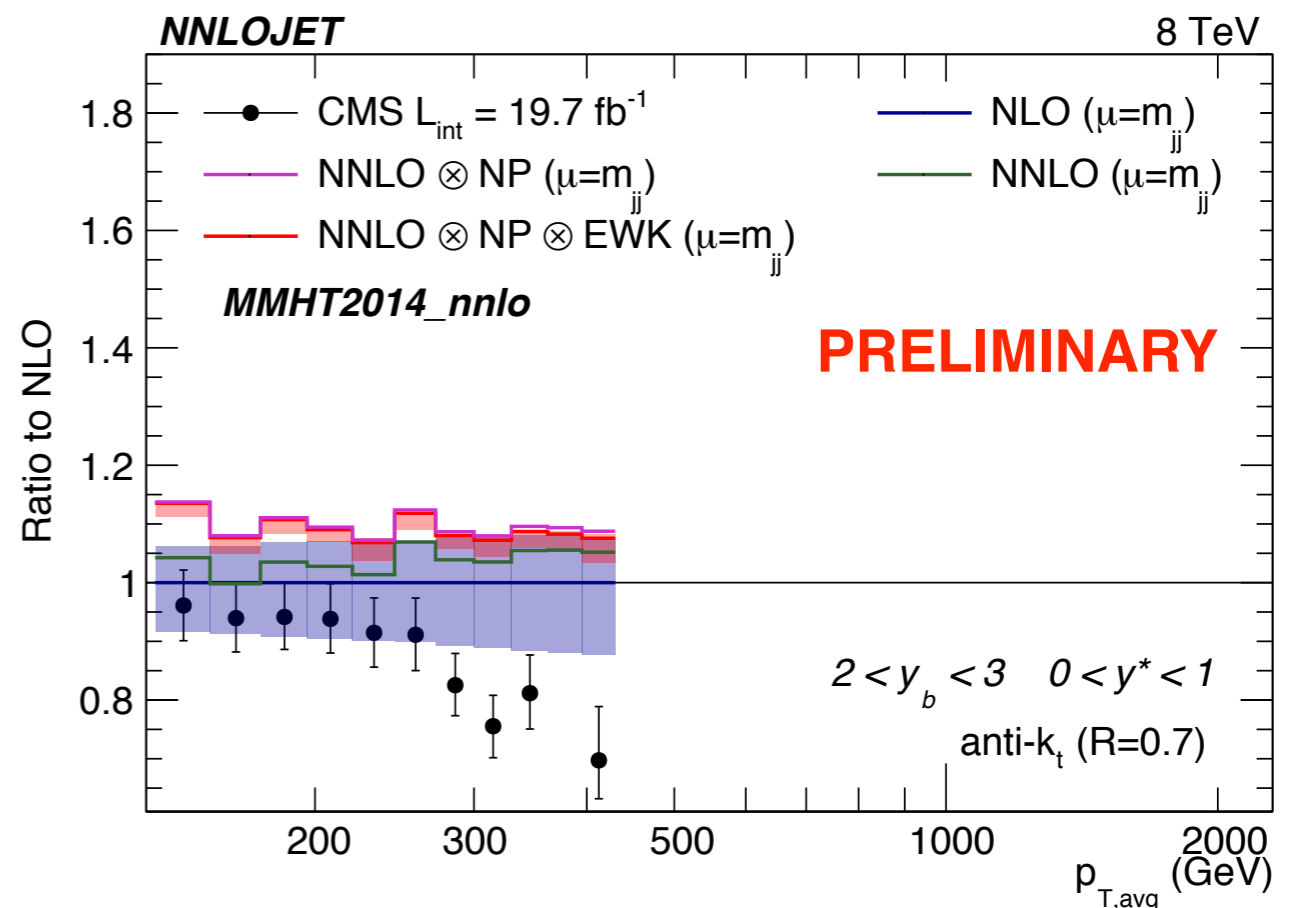 NNLOJET 8 TeV
CMS L_int = 19.7 fb^-1
NNLO ⊗ NP (μ=m_jj)
NNLO ⊗ NP ⊗ EWK (μ=m_jj)
NLO (μ=m_jj)
NNLO (μ=m_jj)
MMHT2014_nnlo
PRELIMINARY
Ratio to NLO
1.8
1.6
1.4
1.2
1
0.8
2 < y_b < 3 0 < y* < 1
anti-k_t (R=0.7)
200 300 500 1000 2000
p_T,avg (GeV)